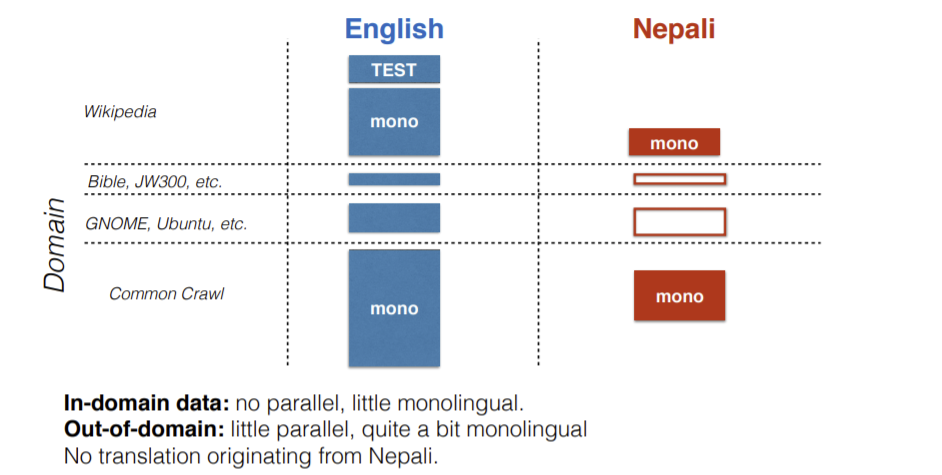 English
Nepali
TEST
Wikipedia
mono
mono
Bible, JW300, etc.
GNOME, Ubuntu, etc.
Domain
Common Crawl
mono
mono
In-domain data: no parallel, little monolingual.
Out-of-domain: little parallel, quite a bit monolingual
No translation originating from Nepali.